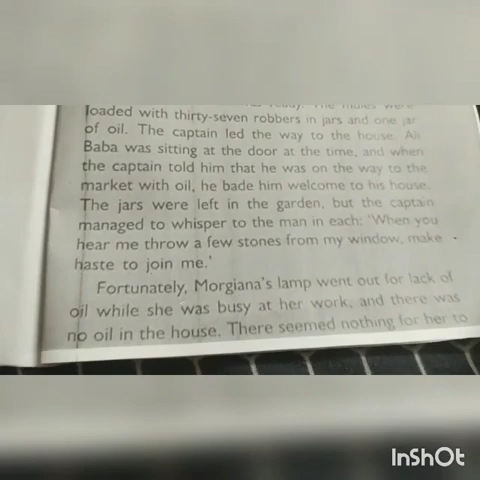 ready. The mules were
loaded with thirty-seven robbers in jars and one jar
of oil. The captain led the way to the house. Ali
Baba was sitting at the door at the time, and when
the captain told him that he was on the way to the
market with oil, he bade him welcome to his house.
The jars were left in the garden, but the captain
managed to whisper to the man in each: 'When you
hear me throw a few stones from my window, make
haste to join me.'
Fortunately, Morgiana's lamp went out for lack of
oil while she was busy at her work, and there was
no oil in the house. There seemed nothing for her to
InShOt